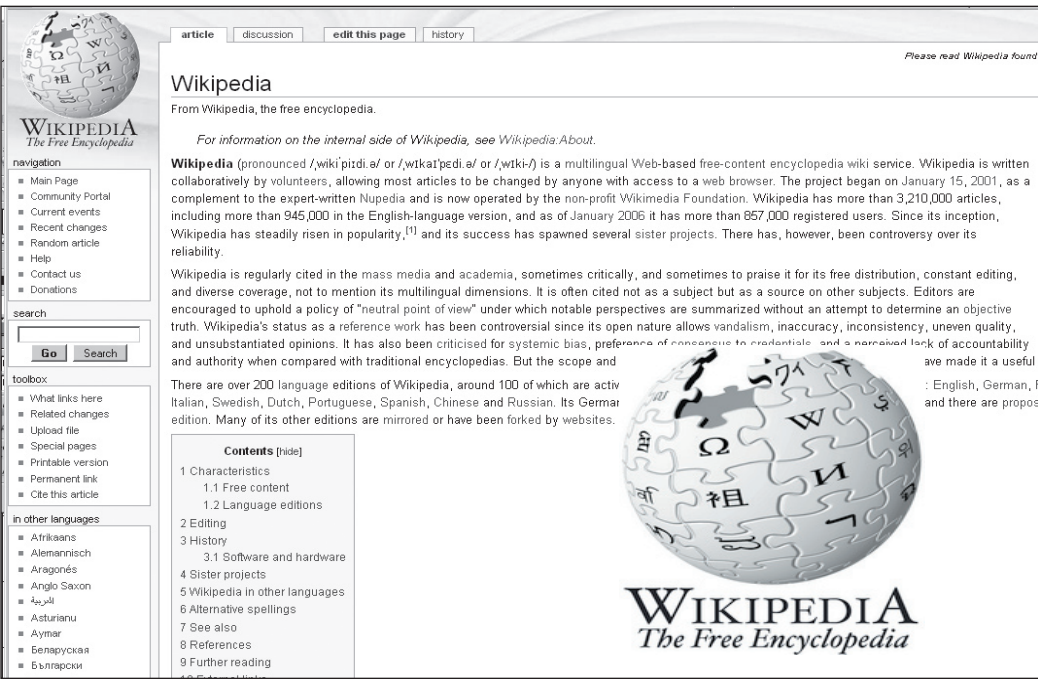 WIKIPEDIA
The Free Encyclopedia
navigation
Main Page
Community Portal
Current events
Recent changes
Random article
Help
Contact us
Donations
search
Go Search
toolbox
What links here
Related changes
Upload file
Special pages
Printable version
Permanent link
Cite this article
in other languages
Afrikaans
Alemannisch
Aragonés
Anglo Saxon
العربية
Asturianu
Aymar
Беларуская
Български
article discussion edit this page history
Please read Wikipedia found
Wikipedia
From Wikipedia, the free encyclopedia.
For information on the internal side of Wikipedia, see Wikipedia:About.
Wikipedia (pronounced /ˌwikiˈpidi.ə/ or /ˌwɪkaɪˈpɛdi.ə/ or /ˌwɪki-/) is a multilingual Web-based free-content encyclopedia wiki service. Wikipedia is written
collaboratively by volunteers, allowing most articles to be changed by anyone with access to a web browser. The project began on January 15, 2001, as a
complement to the expert-written Nupedia and is now operated by the non-profit Wikimedia Foundation. Wikipedia has more than 3,210,000 articles,
including more than 945,000 in the English-language version, and as of January 2006 it has more than 857,000 registered users. Since its inception,
Wikipedia has steadily risen in popularity,[1] and its success has spawned several sister projects. There has, however, been controversy over its
reliability.
Wikipedia is regularly cited in the mass media and academia, sometimes critically, and sometimes to praise it for its free distribution, constant editing,
and diverse coverage, not to mention its multilingual dimensions. It is often cited not as a subject but as a source on other subjects. Editors are
encouraged to uphold a policy of "neutral point of view" under which notable perspectives are summarized without an attempt to determine an objective
truth. Wikipedia's status as a reference work has been controversial since its open nature allows vandalism, inaccuracy, inconsistency, uneven quality,
and unsubstantiated opinions. It has also been criticised for systemic bias, preference of consensus to credentials, and a perceived lack of accountability
and authority when compared with traditional encyclopedias. But the scope and ave made it a useful
There are over 200 language editions of Wikipedia, around 100 of which are activ : English, German, F
Italian, Swedish, Dutch, Portuguese, Spanish, Chinese and Russian. Its Germar and there are propos
edition. Many of its other editions are mirrored or have been forked by websites.
Contents [hide]
1 Characteristics
1.1 Free content
1.2 Language editions
2 Editing
3 History
3.1 Software and hardware
4 Sister projects
5 Wikipedia in other languages
6 Alternative spellings
7 See also
8 References
9 Further reading
10 External links
Ω W И 祖
WIKIPEDIA
The Free Encyclopedia